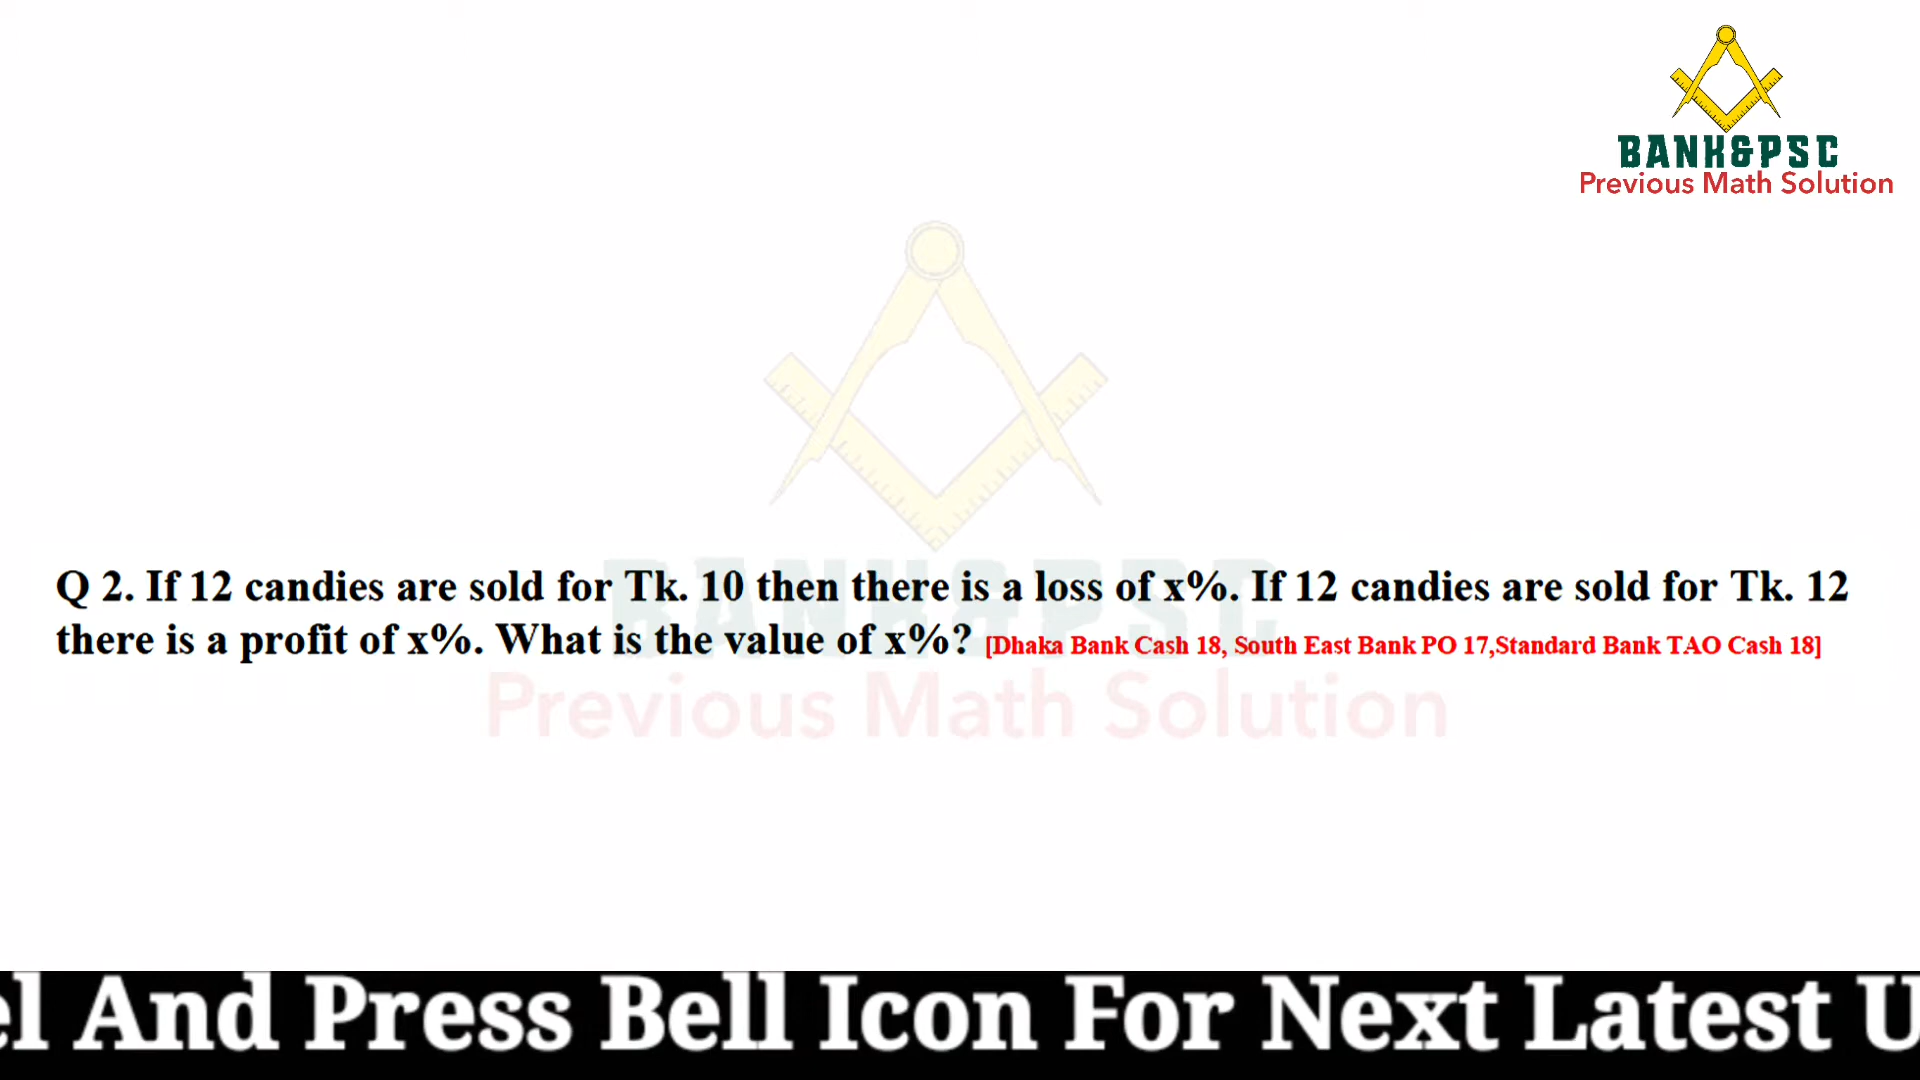 BANK&PSC
Previous Math Solution
Q 2. If 12 candies are sold for Tk. 10 then there is a loss of x%. If 12 candies are sold for Tk. 12
there is a profit of x%. What is the value of x%? [Dhaka Bank Cash 18, South East Bank PO 17,Standard Bank TAO Cash 18]
BANK&PSC
Previous Math Solution
el And Press Bell Icon For Next Latest U